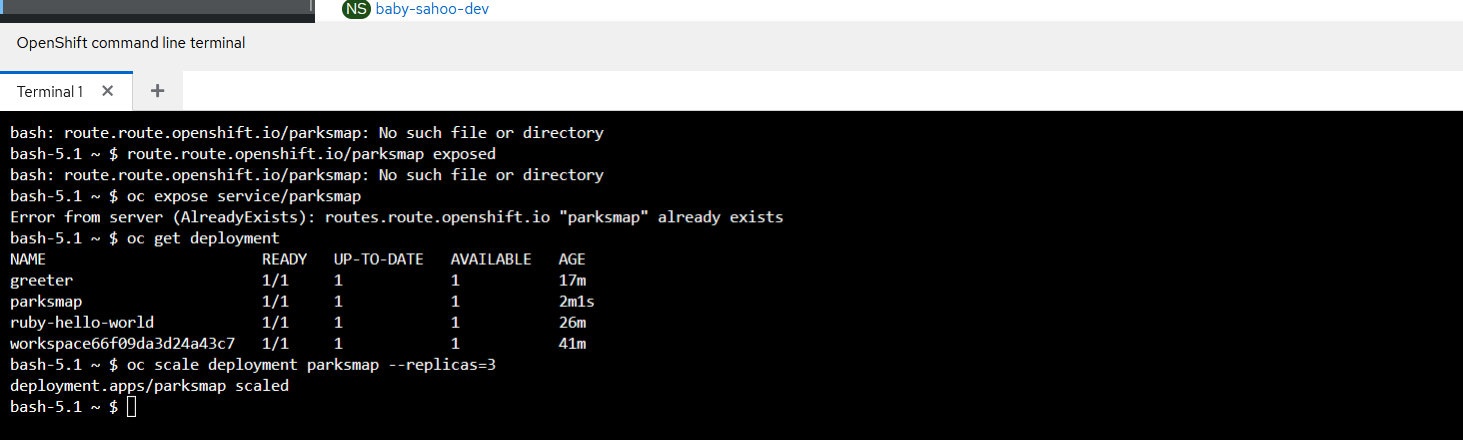 NS baby-sahoo-dev
OpenShift command line terminal
Terminal 1 × +
bash: route.route.openshift.io/parksmap: No such file or directory
bash-5.1 ~ $ route.route.openshift.io/parksmap exposed
bash: route.route.openshift.io/parksmap: No such file or directory
bash-5.1 ~ $ oc expose service/parksmap
Error from server (AlreadyExists): routes.route.openshift.io "parksmap" already exists
bash-5.1 ~ $ oc get deployment
NAME READY UP-TO-DATE AVAILABLE AGE
greeter 1/1 1 1 17m
parksmap 1/1 1 1 2m1s
ruby-hello-world 1/1 1 1 26m
workspace66f09da3d24a43c7 1/1 1 1 41m
bash-5.1 ~ $ oc scale deployment parksmap --replicas=3
deployment.apps/parksmap scaled
bash-5.1 ~ $